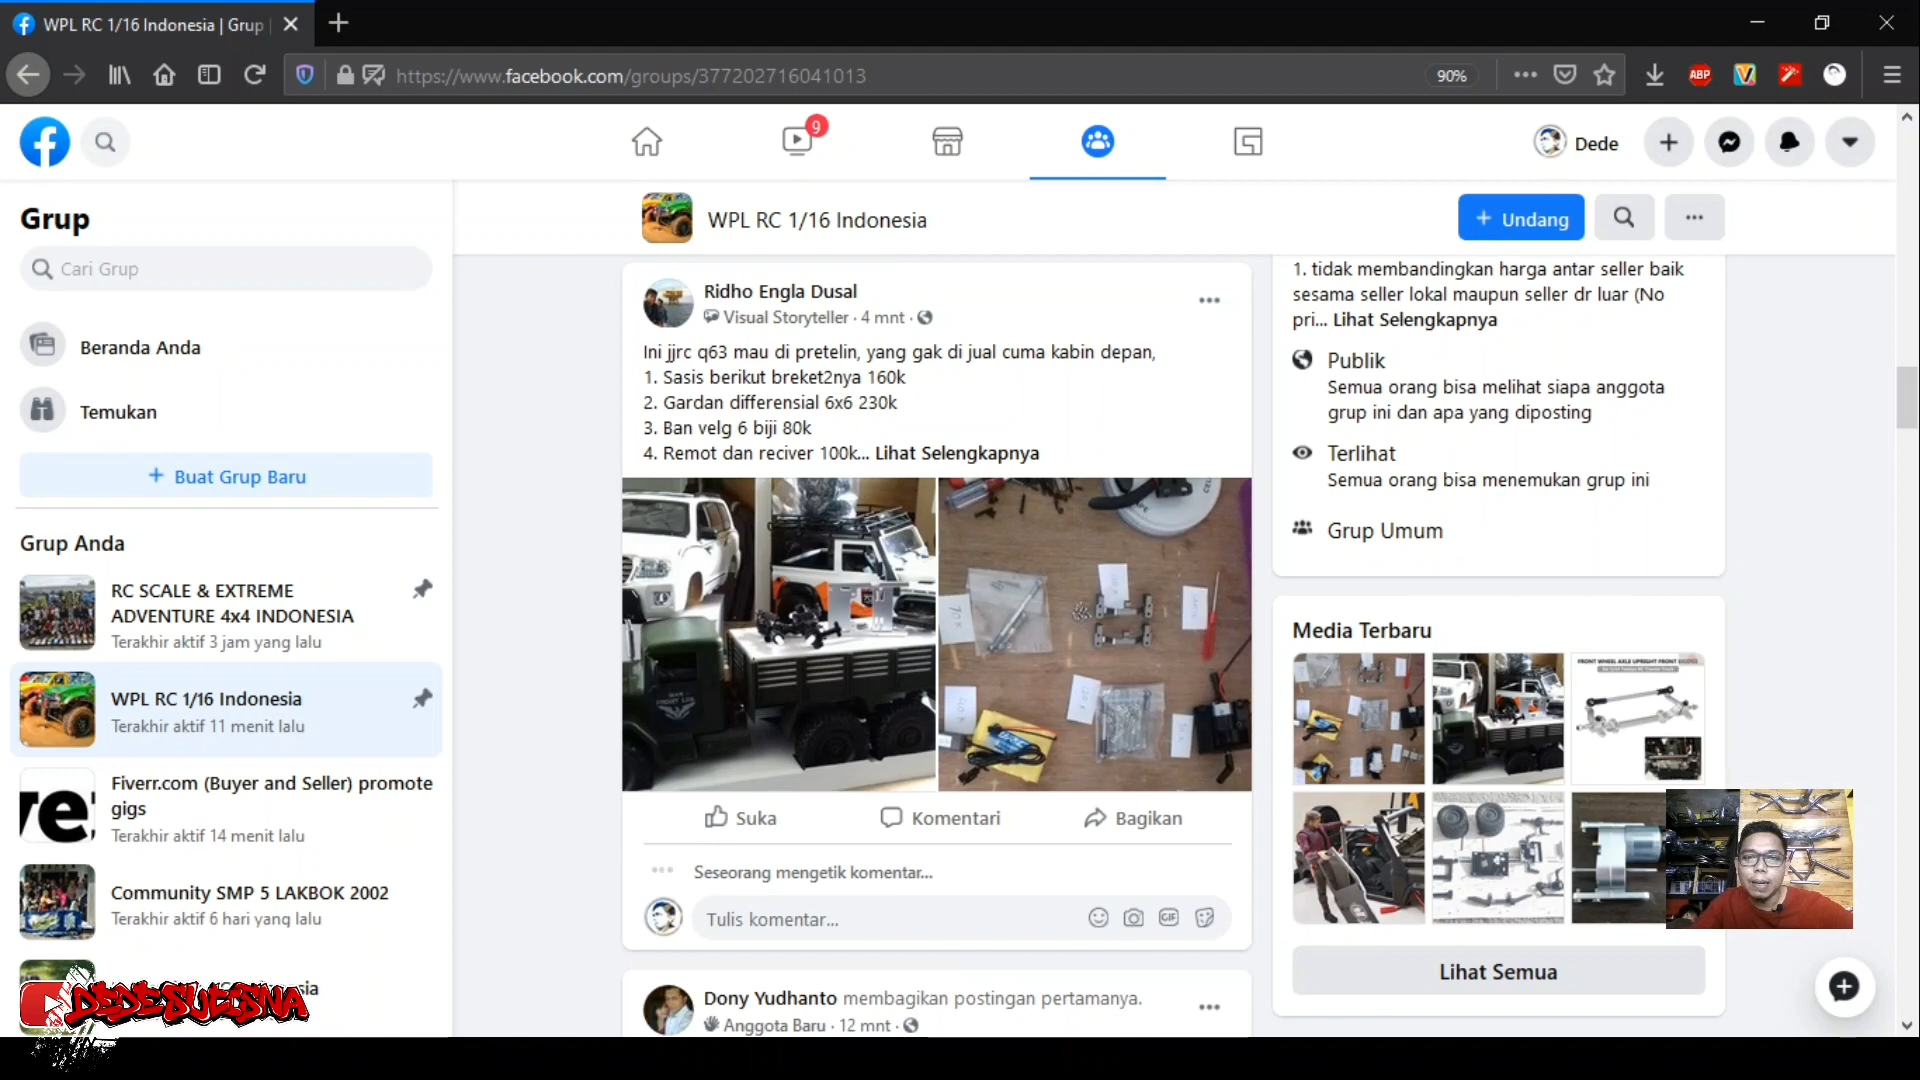 WPL RC 1/16 Indonesia | Grup
https://www.facebook.com/groups/377202716041013
90%
ABP
9
Dede
Grup
Cari Grup
Beranda Anda
Temukan
+ Buat Grup Baru
Grup Anda
RC SCALE & EXTREME
ADVENTURE 4x4 INDONESIA
Terakhir aktif 3 jam yang lalu
WPL RC 1/16 Indonesia
Terakhir aktif 11 menit lalu
Fiverr.com (Buyer and Seller) promote
gigs
Terakhir aktif 14 menit lalu
Community SMP 5 LAKBOK 2002
Terakhir aktif 6 hari yang lalu
WPL RC 1/16 Indonesia
+ Undang
Ridho Engla Dusal
Visual Storyteller · 4 mnt ·
Ini jjrc q63 mau di pretelin, yang gak di jual cuma kabin depan,
1. Sasis berikut breket2nya 160k
2. Gardan differensial 6x6 230k
3. Ban velg 6 biji 80k
4. Remot dan reciver 100k... Lihat Selengkapnya
Suka
Komentari
Bagikan
Seseorang mengetik komentar...
Tulis komentar...
GIF
Dony Yudhanto membagikan postingan pertamanya.
Anggota Baru · 12 mnt ·
1. tidak membandingkan harga antar seller baik
sesama seller lokal maupun seller dr luar (No
pri... Lihat Selengkapnya
Publik
Semua orang bisa melihat siapa anggota
grup ini dan apa yang diposting
Terlihat
Semua orang bisa menemukan grup ini
Grup Umum
Media Terbaru
Lihat Semua